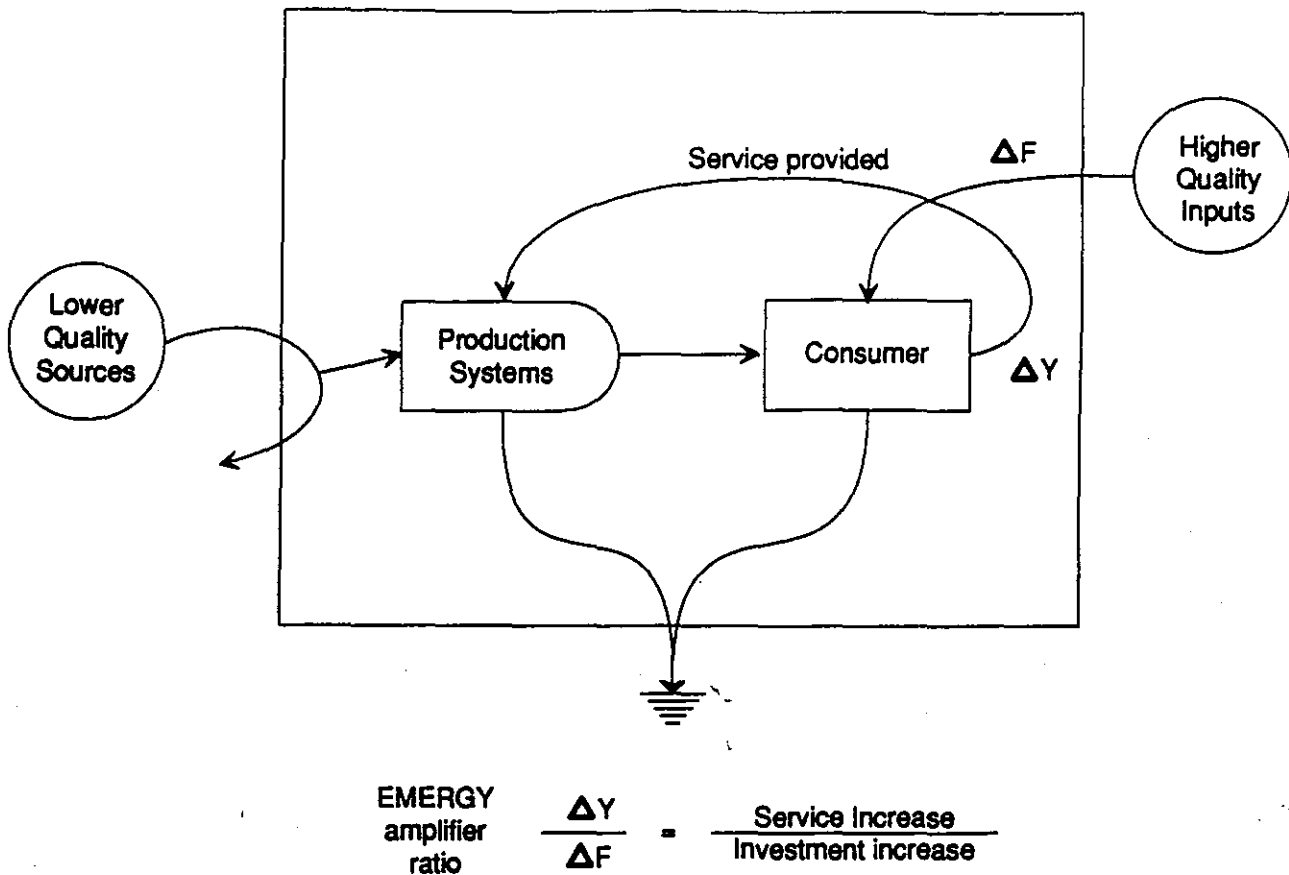 Service provided
ΔF
Higher
Quality
Inputs
Lower
Quality
Sources
Production
Systems
Consumer
ΔY
EMERGY
amplifier
ratio
ΔY
ΔF
=
Service Increase
Investment increase